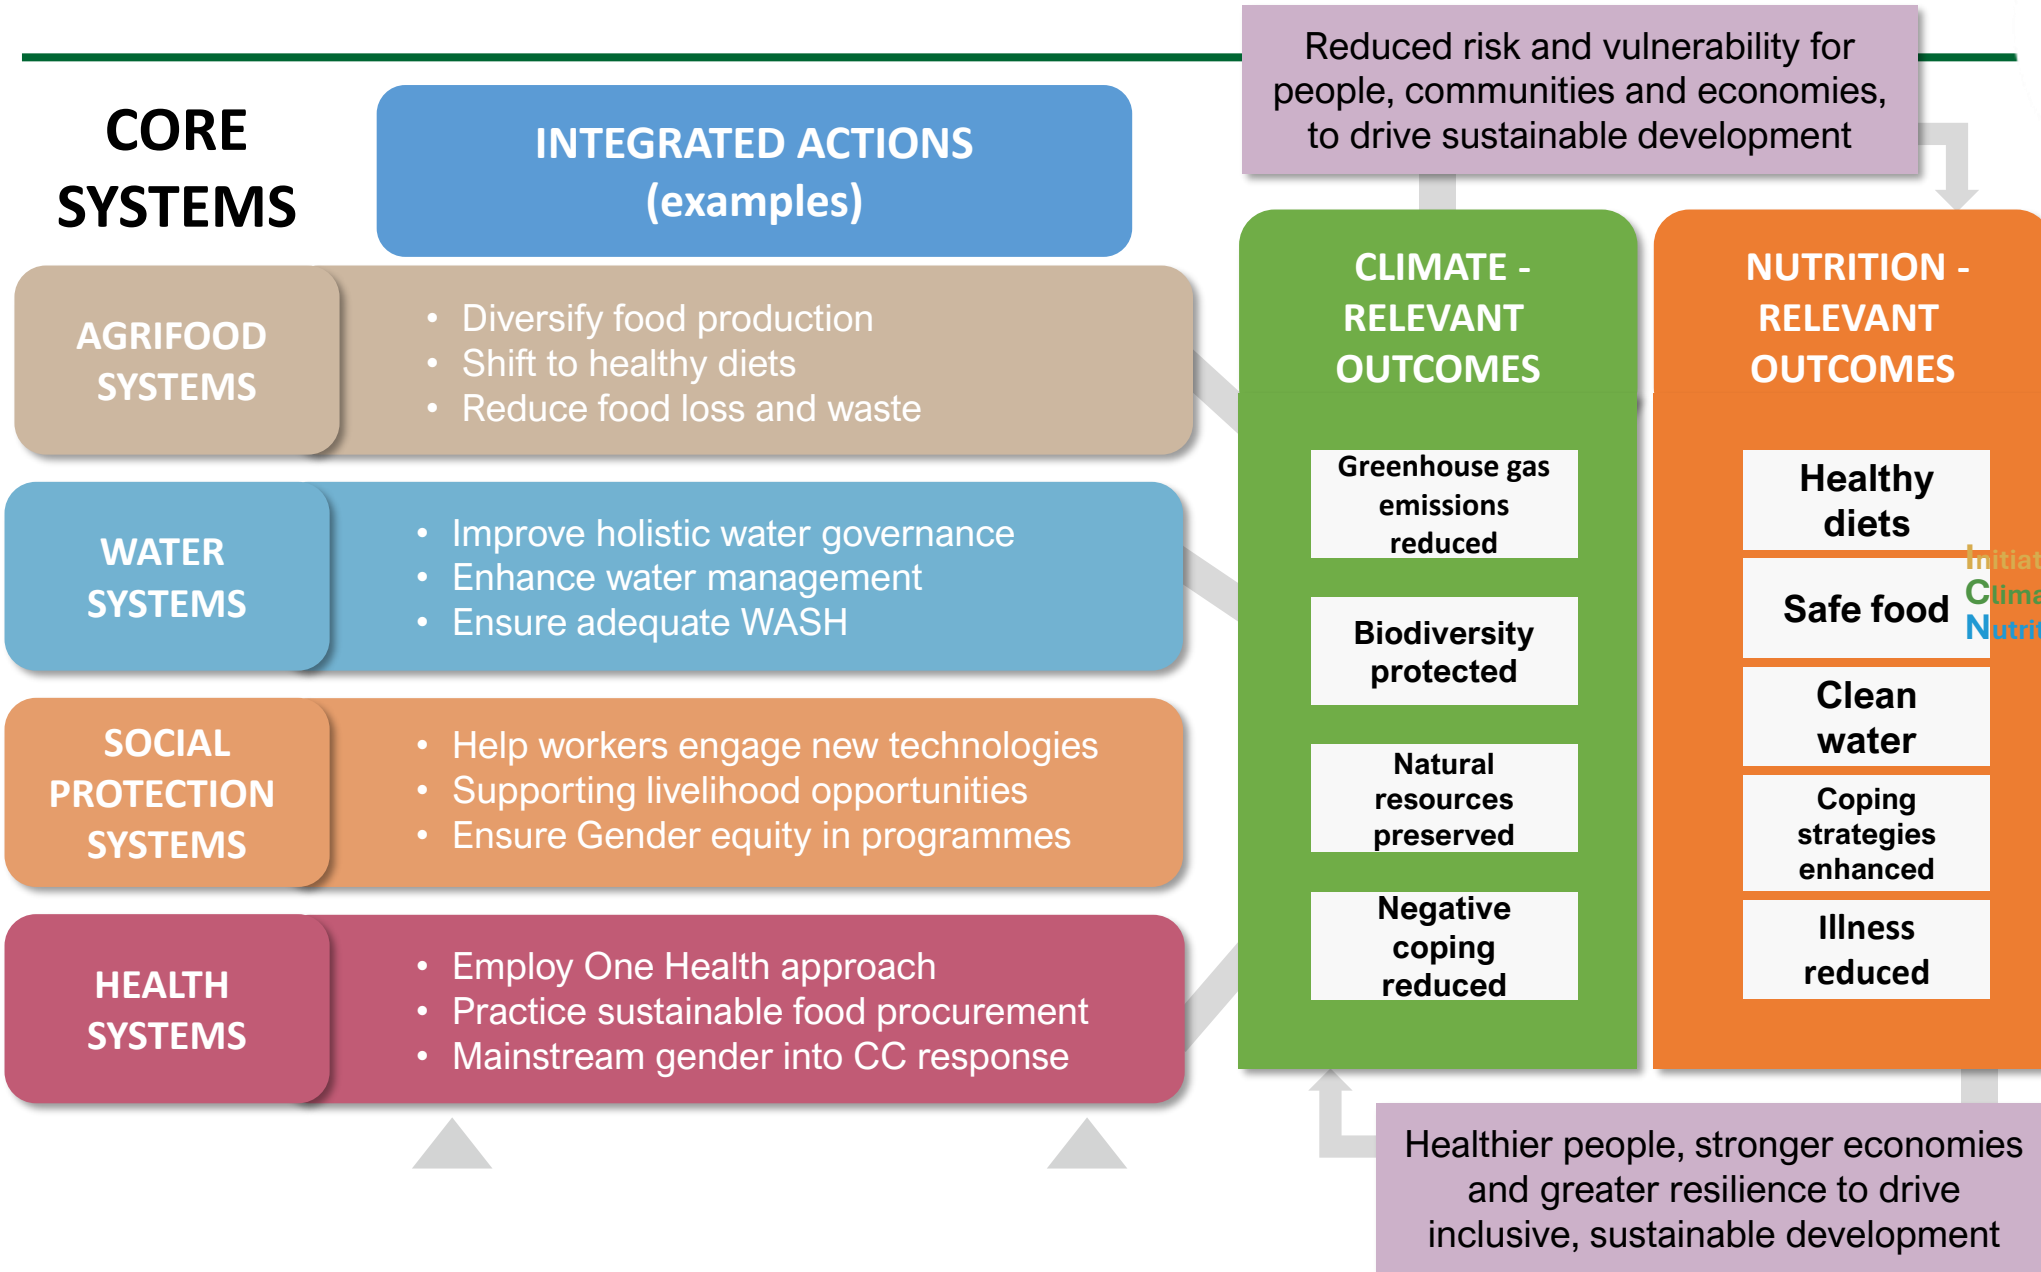 Reduced risk and vulnerability for
people, communities and economies,
to drive sustainable development
CORE
SYSTEMS
INTEGRATED ACTIONS
(examples)
AGRIFOOD
SYSTEMS
• Diversify food production
• Shift to healthy diets
• Reduce food loss and waste
WATER
SYSTEMS
• Improve holistic water governance
• Enhance water management
• Ensure adequate WASH
SOCIAL
PROTECTION
SYSTEMS
• Help workers engage new technologies
• Supporting livelihood opportunities
• Ensure Gender equity in programmes
HEALTH
SYSTEMS
• Employ One Health approach
• Practice sustainable food procurement
• Mainstream gender into CC response
CLIMATE -
RELEVANT
OUTCOMES
Greenhouse gas
emissions
reduced
Biodiversity
protected
Natural
resources
preserved
Negative
coping
reduced
NUTRITION -
RELEVANT
OUTCOMES
Healthy
diets
Safe food
Clean
water
Coping
strategies
enhanced
Illness
reduced
Healthier people, stronger economies
and greater resilience to drive
inclusive, sustainable development